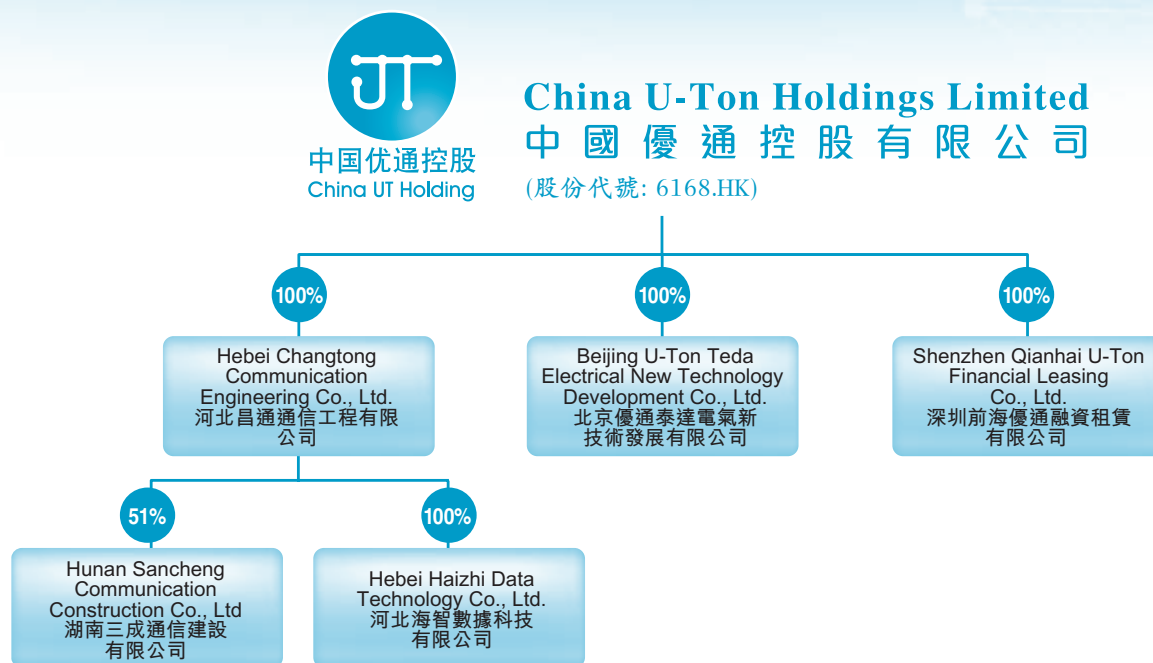 中国优通控股
China UT Holding
China U-Ton Holdings Limited
中國優通控股有限公司
(股份代號: 6168.HK)
100%
100%
100%
Hebei Changtong
Communication
Engineering Co., Ltd.
河北昌通通信工程有限
公司
Beijing U-Ton Teda
Electrical New Technology
Development Co., Ltd.
北京優通泰達電氣新
技術發展有限公司
Shenzhen Qianhai U-Ton
Financial Leasing
Co., Ltd.
深圳前海優通融資租賃
有限公司
51%
100%
Hunan Sancheng
Communication
Construction Co., Ltd
湖南三成通信建設
有限公司
Hebei Haizhi Data
Technology Co., Ltd.
河北海智數據科技
有限公司